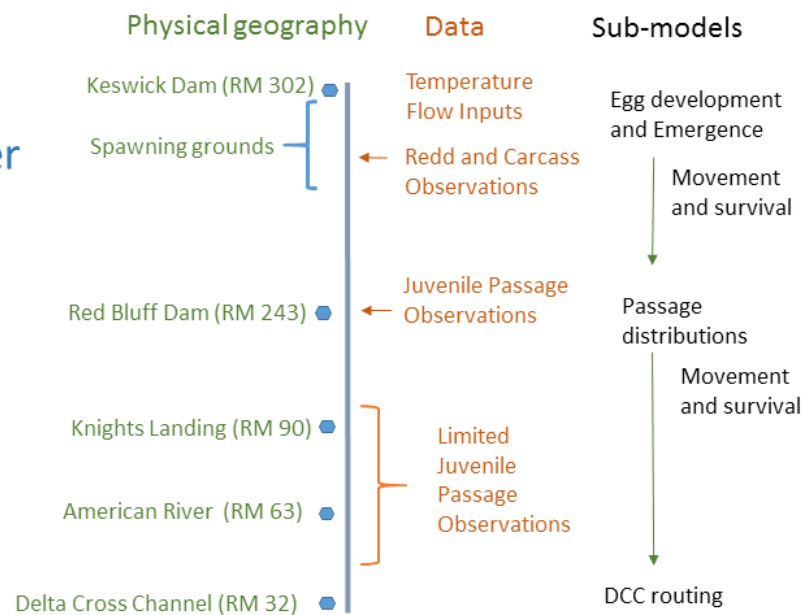 Physical geography
Data
Sub-models
Keswick Dam (RM 302)
Temperature
Flow Inputs
Egg development
and Emergence
er
Spawning grounds
Redd and Carcass
Observations
Movement
and survival
Red Bluff Dam (RM 243)
Juvenile Passage
Observations
Passage
distributions
Movement
and survival
Knights Landing (RM 90)
Limited
Juvenile
Passage
Observations
American River (RM 63)
Delta Cross Channel (RM 32)
DCC routing